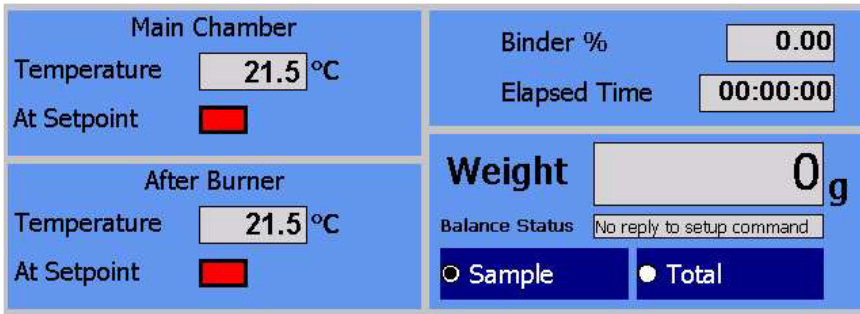 Main Chamber
Temperature 21.5 °C
At Setpoint
After Burner
Temperature 21.5 °C
At Setpoint
Binder % 0.00
Elapsed Time 00:00:00
Weight 0 g
Balance Status No reply to setup command
Sample Total